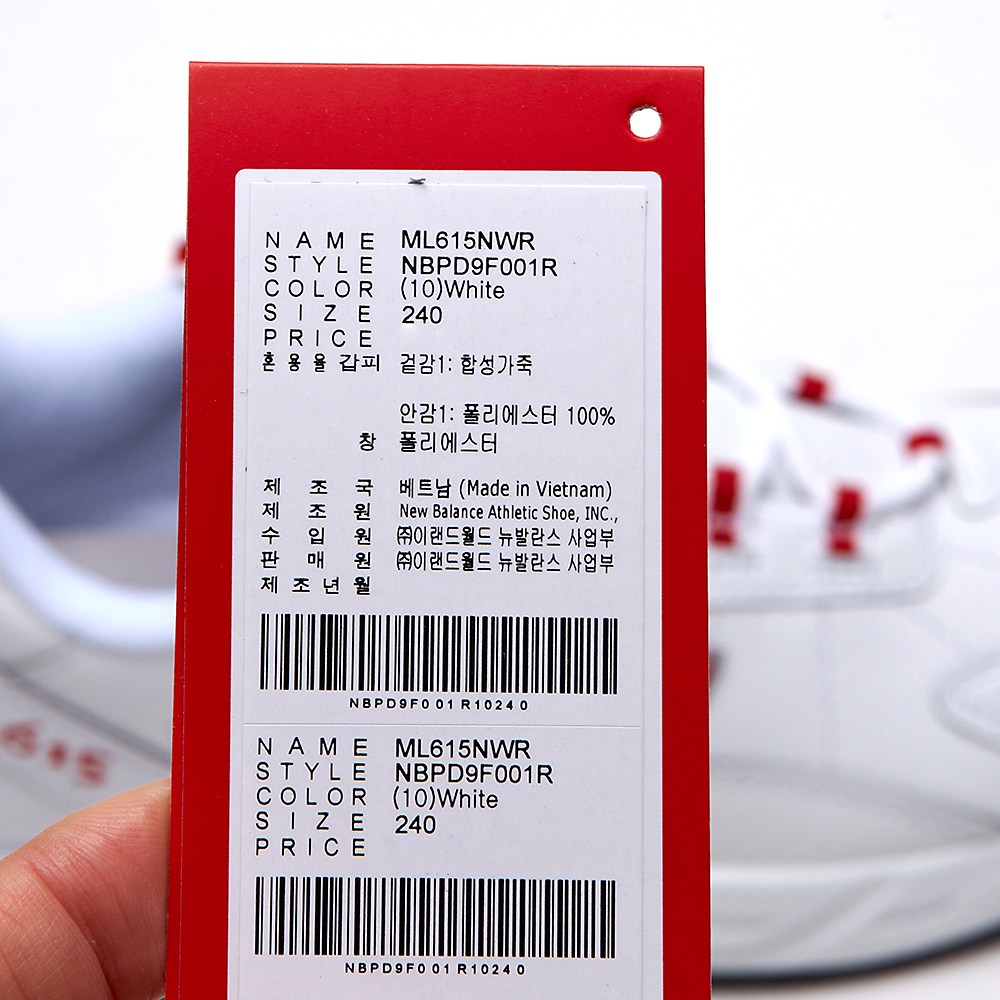 NAME ML615NWR
STYLE NBPD9F001R
COLOR (10)White
SIZE 240
PRICE
혼용율 갑피 겉감1: 합성가죽
안감1: 폴리에스터 100%
창 폴리에스터
제조국 베트남 (Made in Vietnam)
제조원 New Balance Athletic Shoe, INC.,
수입원 ㈜이랜드월드 뉴발란스 사업부
판매원 ㈜이랜드월드 뉴발란스 사업부
제조년월
NBPD9F001R10240
NAME ML615NWR
STYLE NBPD9F001R
COLOR (10)White
SIZE 240
PRICE
NBPD9F001R10240
615